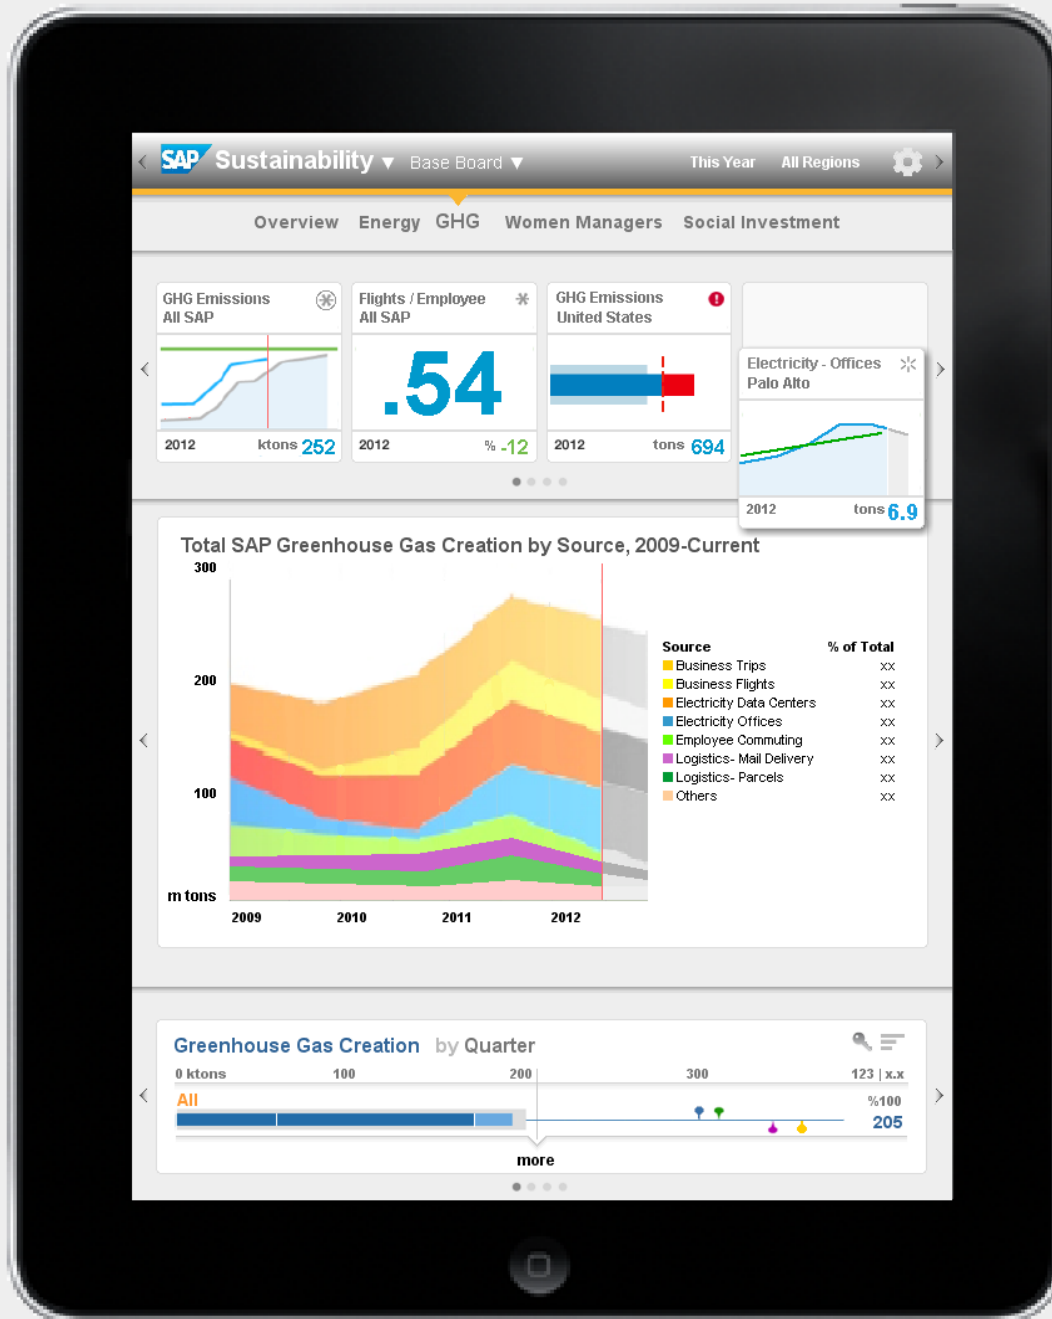 SAP Sustainability ▼ Base Board ▼ This Year All Regions
Overview Energy GHG Women Managers Social Investment
GHG Emissions
All SAP
2012 ktons 252
Flights / Employee
All SAP
.54
2012 % -12
GHG Emissions
United States
2012 tons 694
Electricity - Offices
Palo Alto
2012 tons 6.9
Total SAP Greenhouse Gas Creation by Source, 2009-Current
300
200
100
m tons
2009 2010 2011 2012
Source % of Total
Business Trips xx
Business Flights xx
Electricity Data Centers xx
Electricity Offices xx
Employee Commuting xx
Logistics- Mail Delivery xx
Logistics- Parcels xx
Others xx
Greenhouse Gas Creation by Quarter
0 ktons 100 200 300 123 | x.x
All %100
205
more